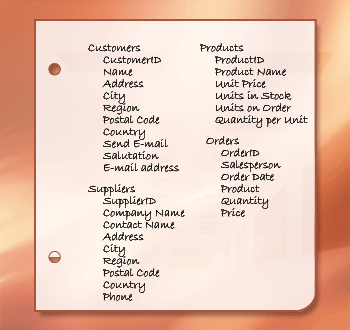 Customers
CustomerID
Name
Address
City
Region
Postal Code
Country
Send E-mail
Salutation
E-mail address
Suppliers
SupplierID
Company Name
Contact Name
Address
City
Region
Postal Code
Country
Phone
Products
ProductID
Product Name
Unit Price
Units in Stock
Units on Order
Quantity per Unit
Orders
OrderID
Salesperson
Order Date
Product
Quantity
Price